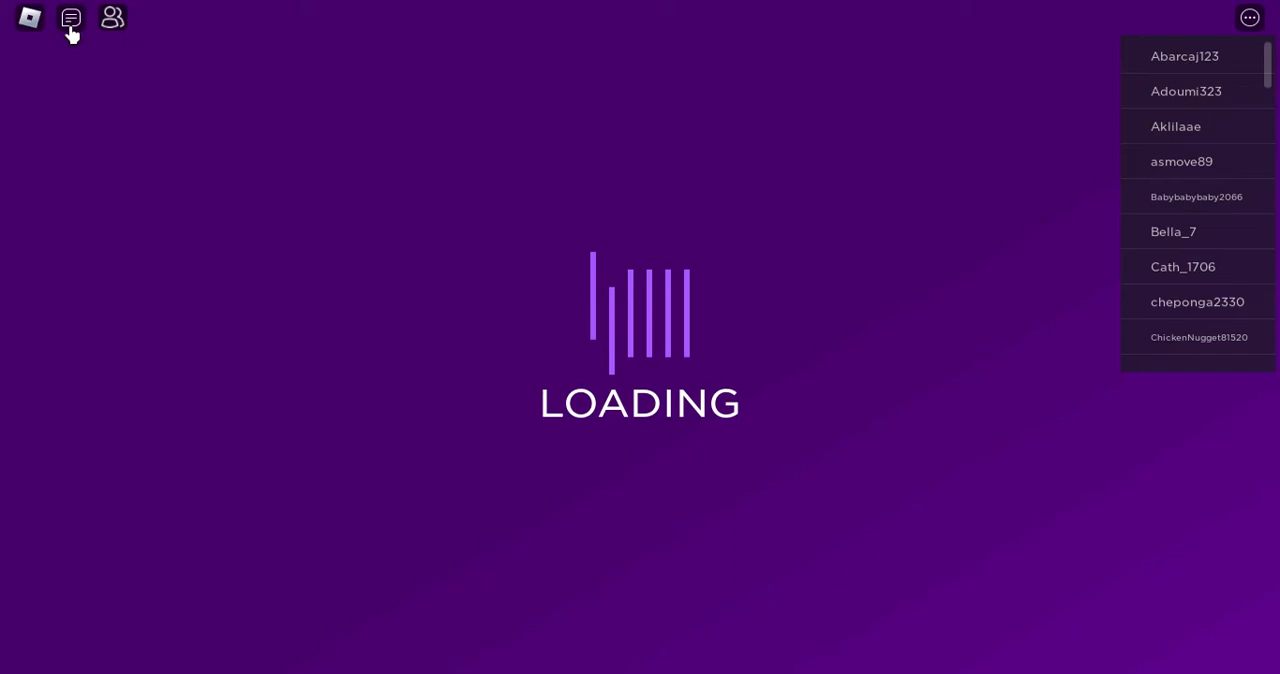 Abarcaj123
Adoumi323
Aklilaae
asmove89
Babybabybaby2066
Bella_7
Cath_1706
cheponga2330
ChickenNugget81520
LOADING